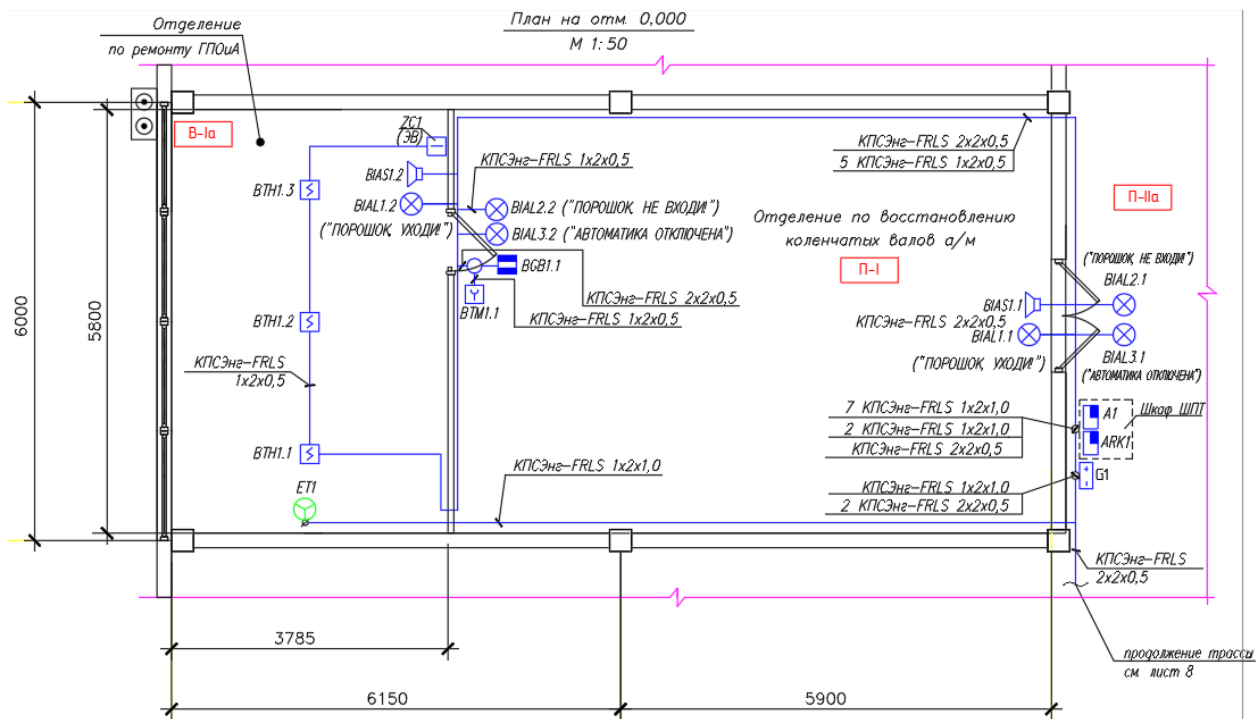 План на отм. 0,000
М 1:50
Отделение
по ремонту ГПОиА
В-Iа
ZC1
(ЭВ)
КПСЭнг-FRLS 1х2х0,5
КПСЭнг-FRLS 2х2х0,5
5 КПСЭнг-FRLS 1х2х0,5
BTH1.3
BIAS1.2
BIAL1.2
("ПОРОШОК, УХОДИ!")
BIAL2.2 ("ПОРОШОК, НЕ ВХОДИ!")
BIAL3.2 ("АВТОМАТИКА ОТКЛЮЧЕНА")
BGB1.1
BTM1.1
КПСЭнг-FRLS 2х2х0,5
КПСЭнг-FRLS 1х2х0,5
Отделение по восстановлению
коленчатых валов а/м
П-I
П-IIа
("ПОРОШОК, НЕ ВХОДИ!")
BIAL2.1
BIAS1.1
КПСЭнг-FRLS 2х2х0,5
BIAL1.1
("ПОРОШОК, УХОДИ!")
BIAL3.1
("АВТОМАТИКА ОТКЛЮЧЕНА")
6000
5800
BTH1.2
КПСЭнг-FRLS
1х2х0,5
BTH1.1
ET1
КПСЭнг-FRLS 1х2х1,0
7 КПСЭнг-FRLS 1х2х1,0
2 КПСЭнг-FRLS 1х2х1,0
КПСЭнг-FRLS 2х2х0,5
A1
Шкаф ШПТ
ARK1
+
-
G1
КПСЭнг-FRLS 1х2х1,0
2 КПСЭнг-FRLS 2х2х0,5
КПСЭнг-FRLS
2х2х0,5
3785
6150
5900
продолжение трассы
см. лист 8